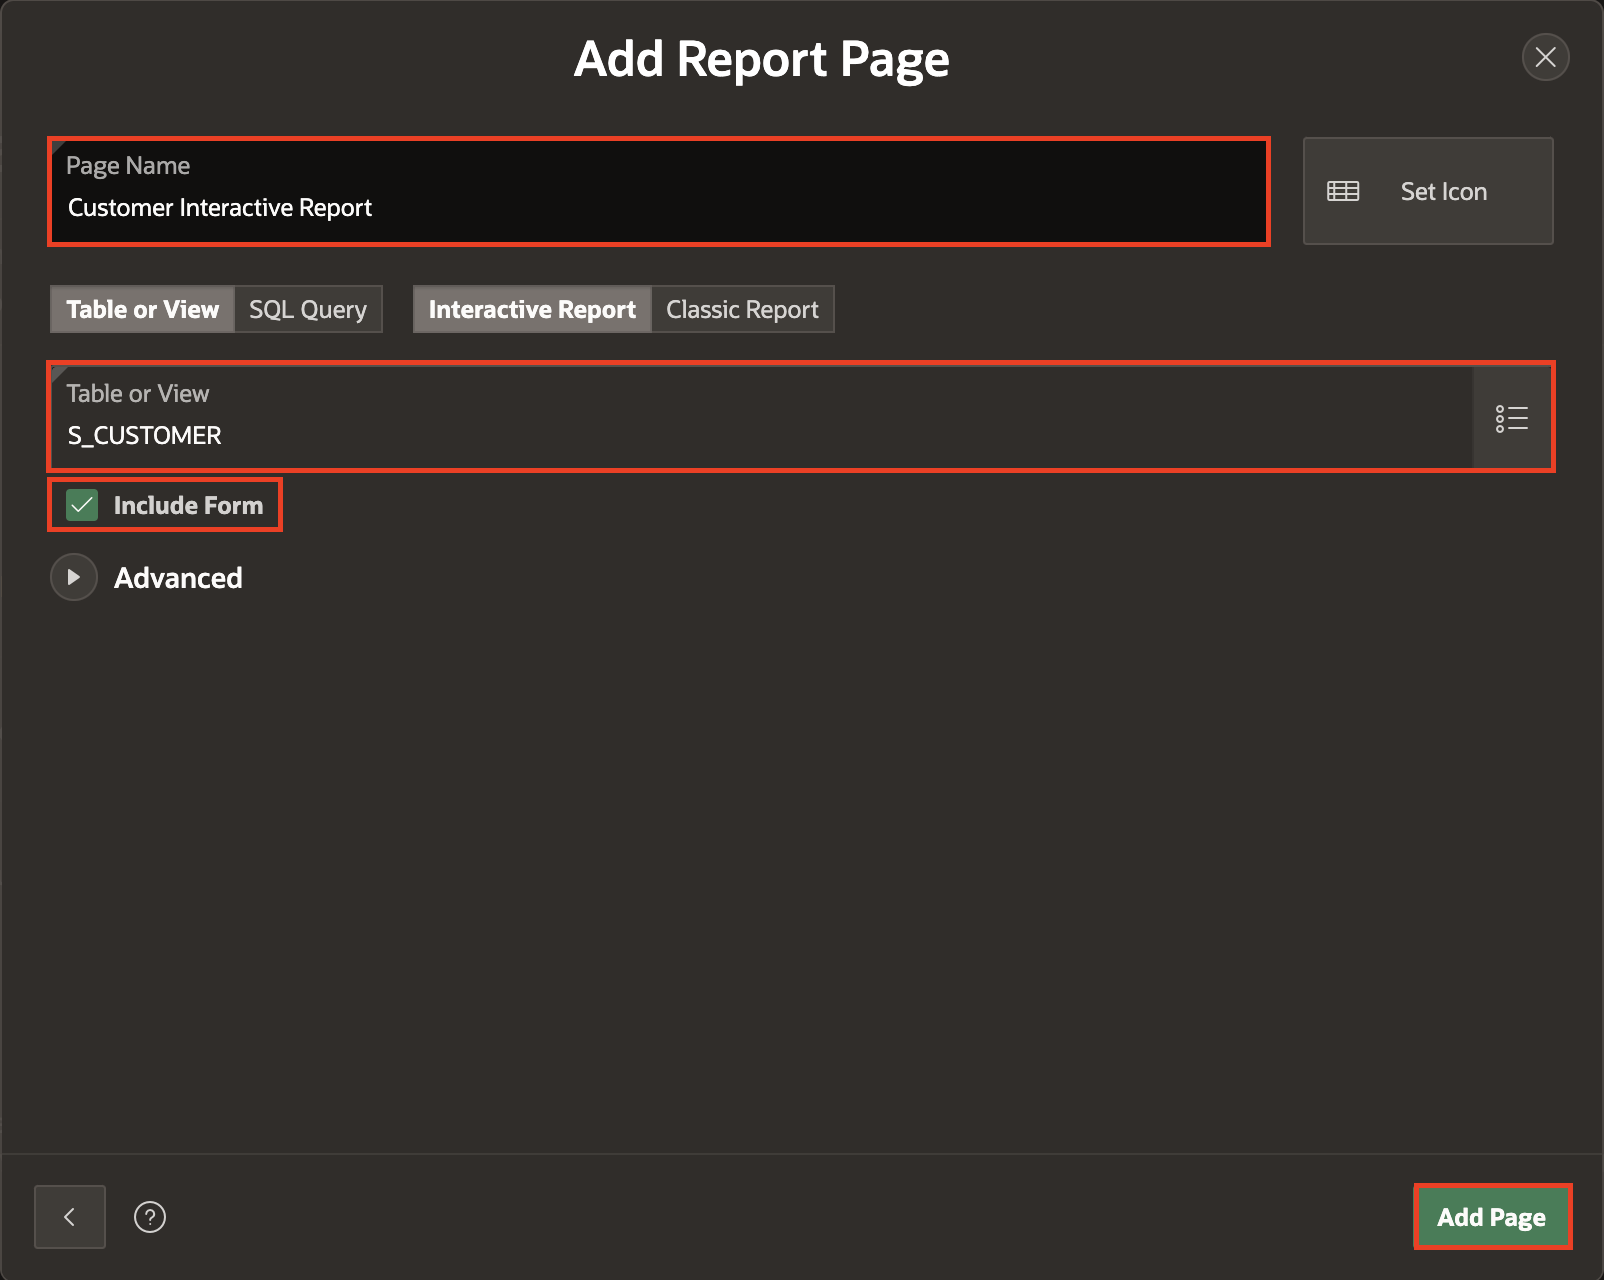 Add Report Page
Page Name
Customer Interactive Report
Set Icon
Table or View SQL Query Interactive Report Classic Report
Table or View
S_CUSTOMER
Include Form
Advanced
?
Add Page